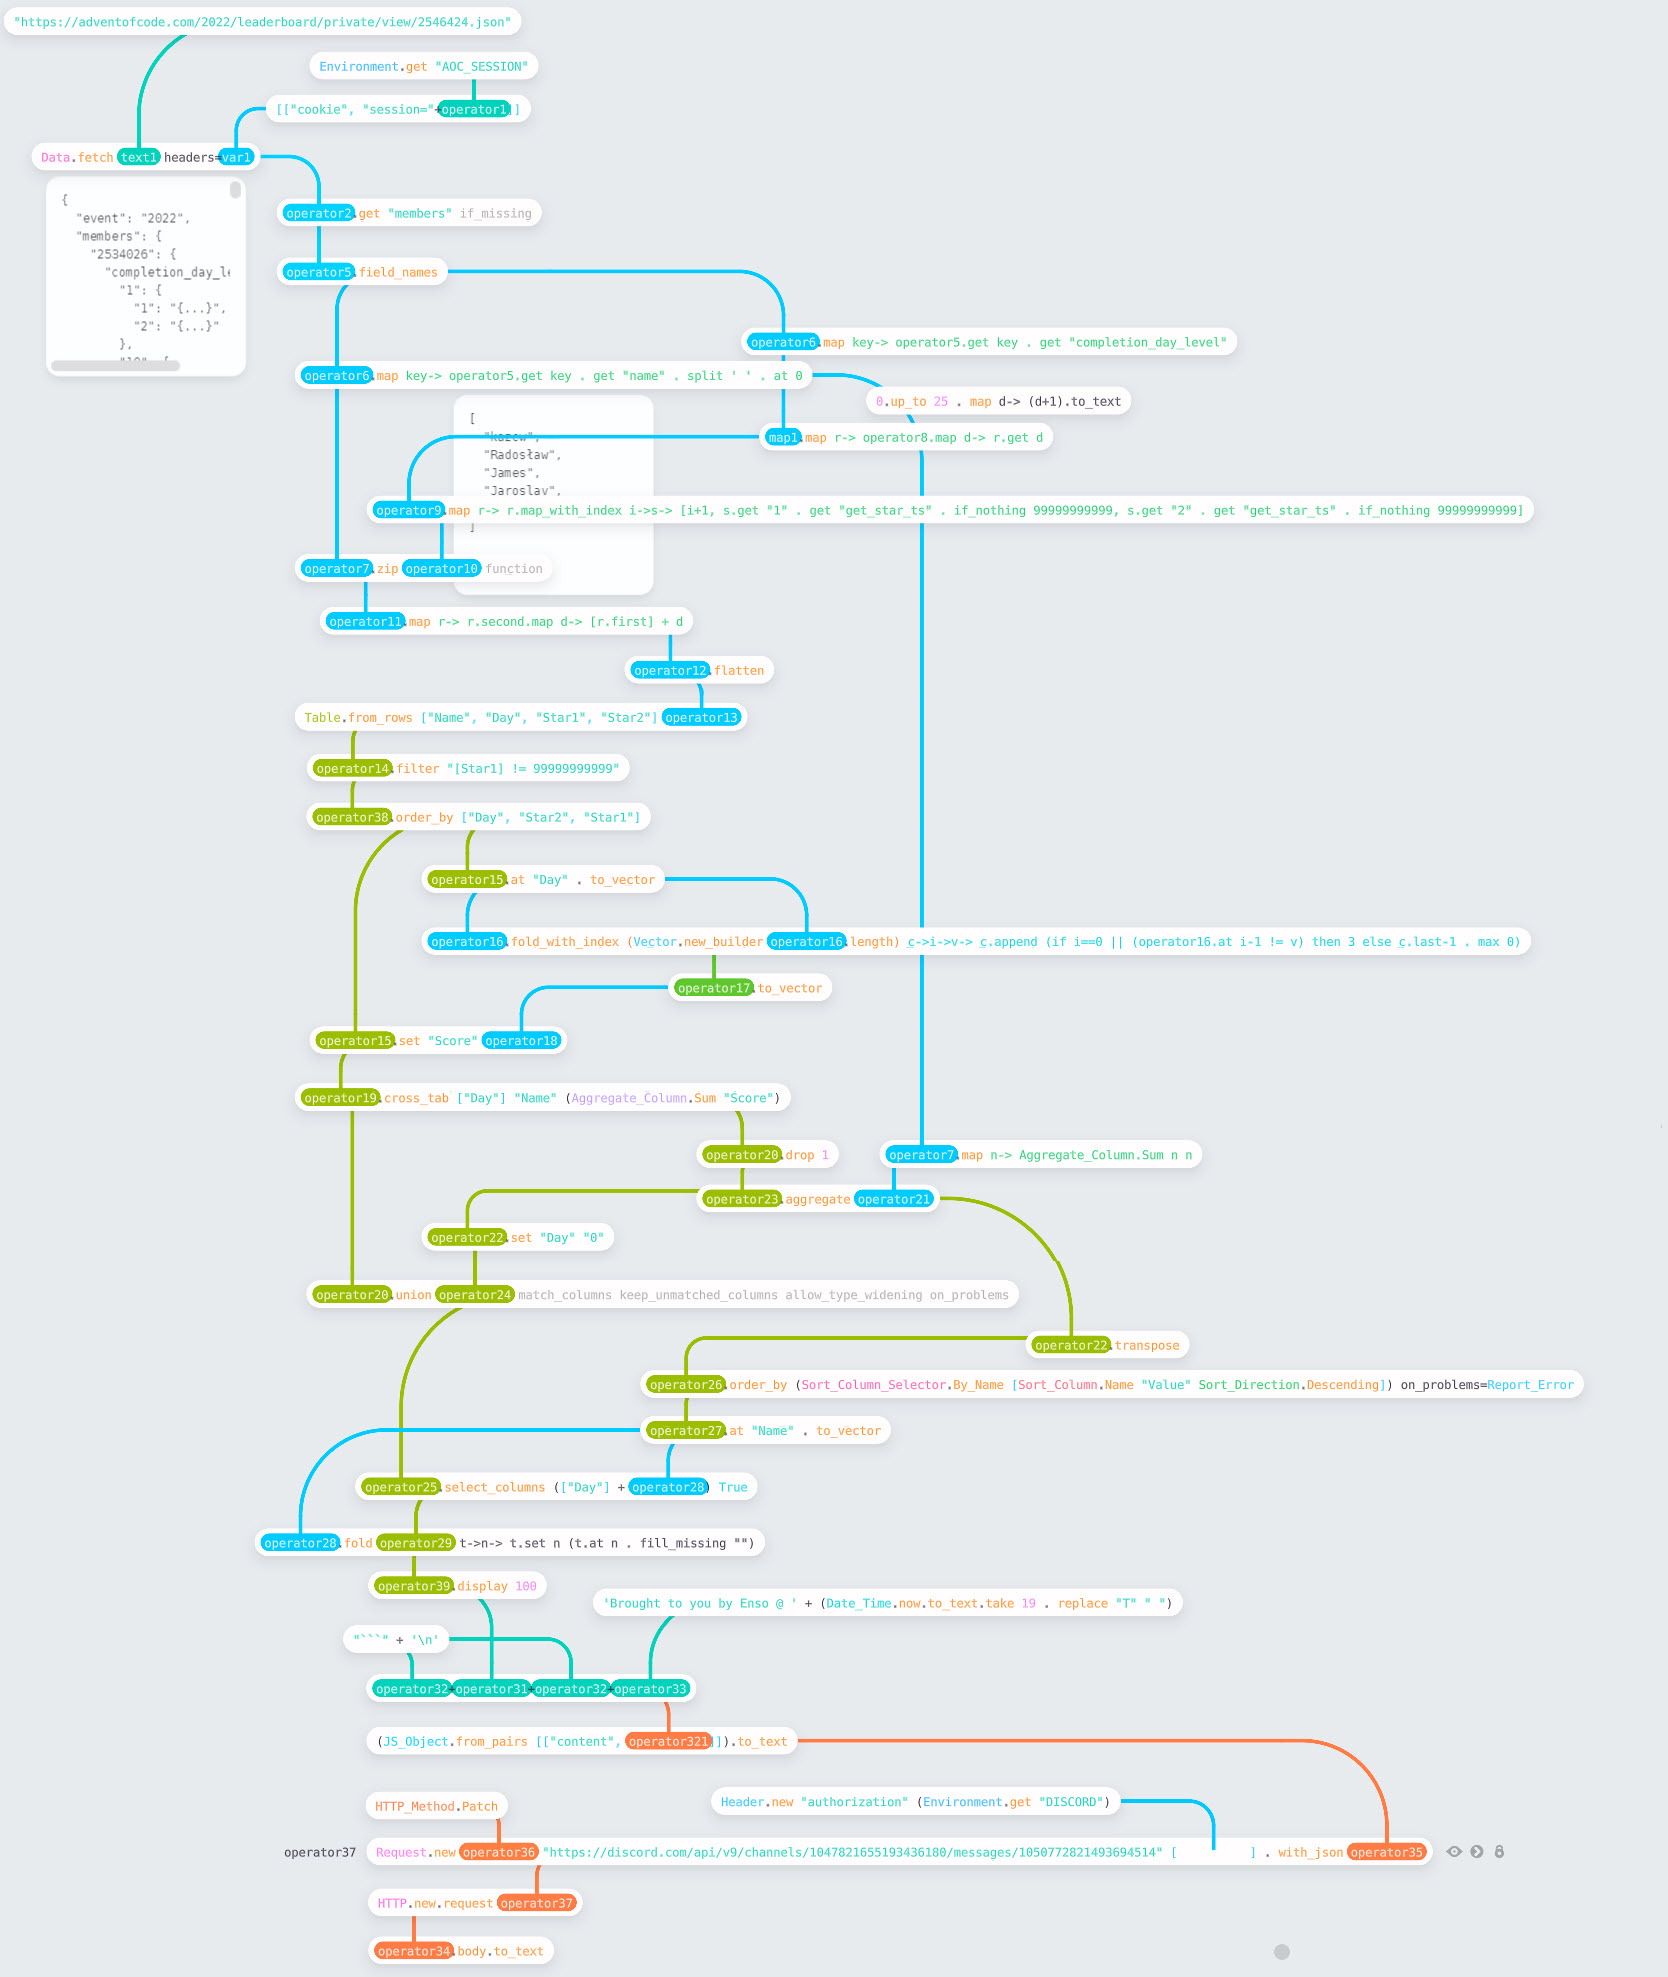 "https://adventofcode.com/2022/leaderboard/private/view/2546424.json"
Environment.get "AOC_SESSION"
[["cookie", "session="+operator1]]
Data.fetch text1 headers=var1
{
"event": "2022",
"members": {
"2534026": {
"completion_day_le
"1": {
"1": "{...}",
"2": "{...}"
},
operator2.get "members" if_missing
operator5.field_names
operator6.map key-> operator5.get key . get "completion_day_level"
operator6.map key-> operator5.get key . get "name" . split ' ' . at 0
0.up_to 25 . map d-> (d+1).to_text
[
"kazcw",
"Radosław",
"James",
"Jaroslav",
]
map1.map r-> operator8.map d-> r.get d
operator9.map r-> r.map_with_index i->s-> [i+1, s.get "1" . get "get_star_ts" . if_nothing 99999999999, s.get "2" . get "get_star_ts" . if_nothing 99999999999]
operator7.zip operator10 function
operator11.map r-> r.second.map d-> [r.first] + d
operator12.flatten
Table.from_rows ["Name", "Day", "Star1", "Star2"] operator13
operator14.filter "[Star1] != 99999999999"
operator38.order_by ["Day", "Star2", "Star1"]
operator15.at "Day" . to_vector
operator16.fold_with_index (Vector.new_builder operator16.length) c->i->v-> c.append (if i==0 || (operator16.at i-1 != v) then 3 else c.last-1 . max 0)
operator17.to_vector
operator15.set "Score" operator18
operator19.cross_tab ["Day"] "Name" (Aggregate_Column.Sum "Score")
operator20.drop 1
operator7.map n-> Aggregate_Column.Sum n n
operator23.aggregate operator21
operator22.set "Day" "0"
operator20.union operator24 match_columns keep_unmatched_columns allow_type_widening on_problems
operator22.transpose
operator26.order_by (Sort_Column_Selector.By_Name [Sort_Column.Name "Value" Sort_Direction.Descending]) on_problems=Report_Error
operator27.at "Name" . to_vector
operator25.select_columns (["Day"] + operator28) True
operator28.fold operator29 t->n-> t.set n (t.at n . fill_missing "")
operator39.display 100
'Brought to you by Enso @ ' + (Date_Time.now.to_text.take 19 . replace "T" " ")
"```" + '\n'
operator32+operator31+operator32+operator33
(JS_Object.from_pairs [["content", operator321]]).to_text
HTTP_Method.Patch
Header.new "authorization" (Environment.get "DISCORD")
operator37 Request.new operator36 "https://discord.com/api/v9/channels/1047821655193436180/messages/1050772821493694514" [ ] . with_json operator35
HTTP.new.request operator37
operator34.body.to_text